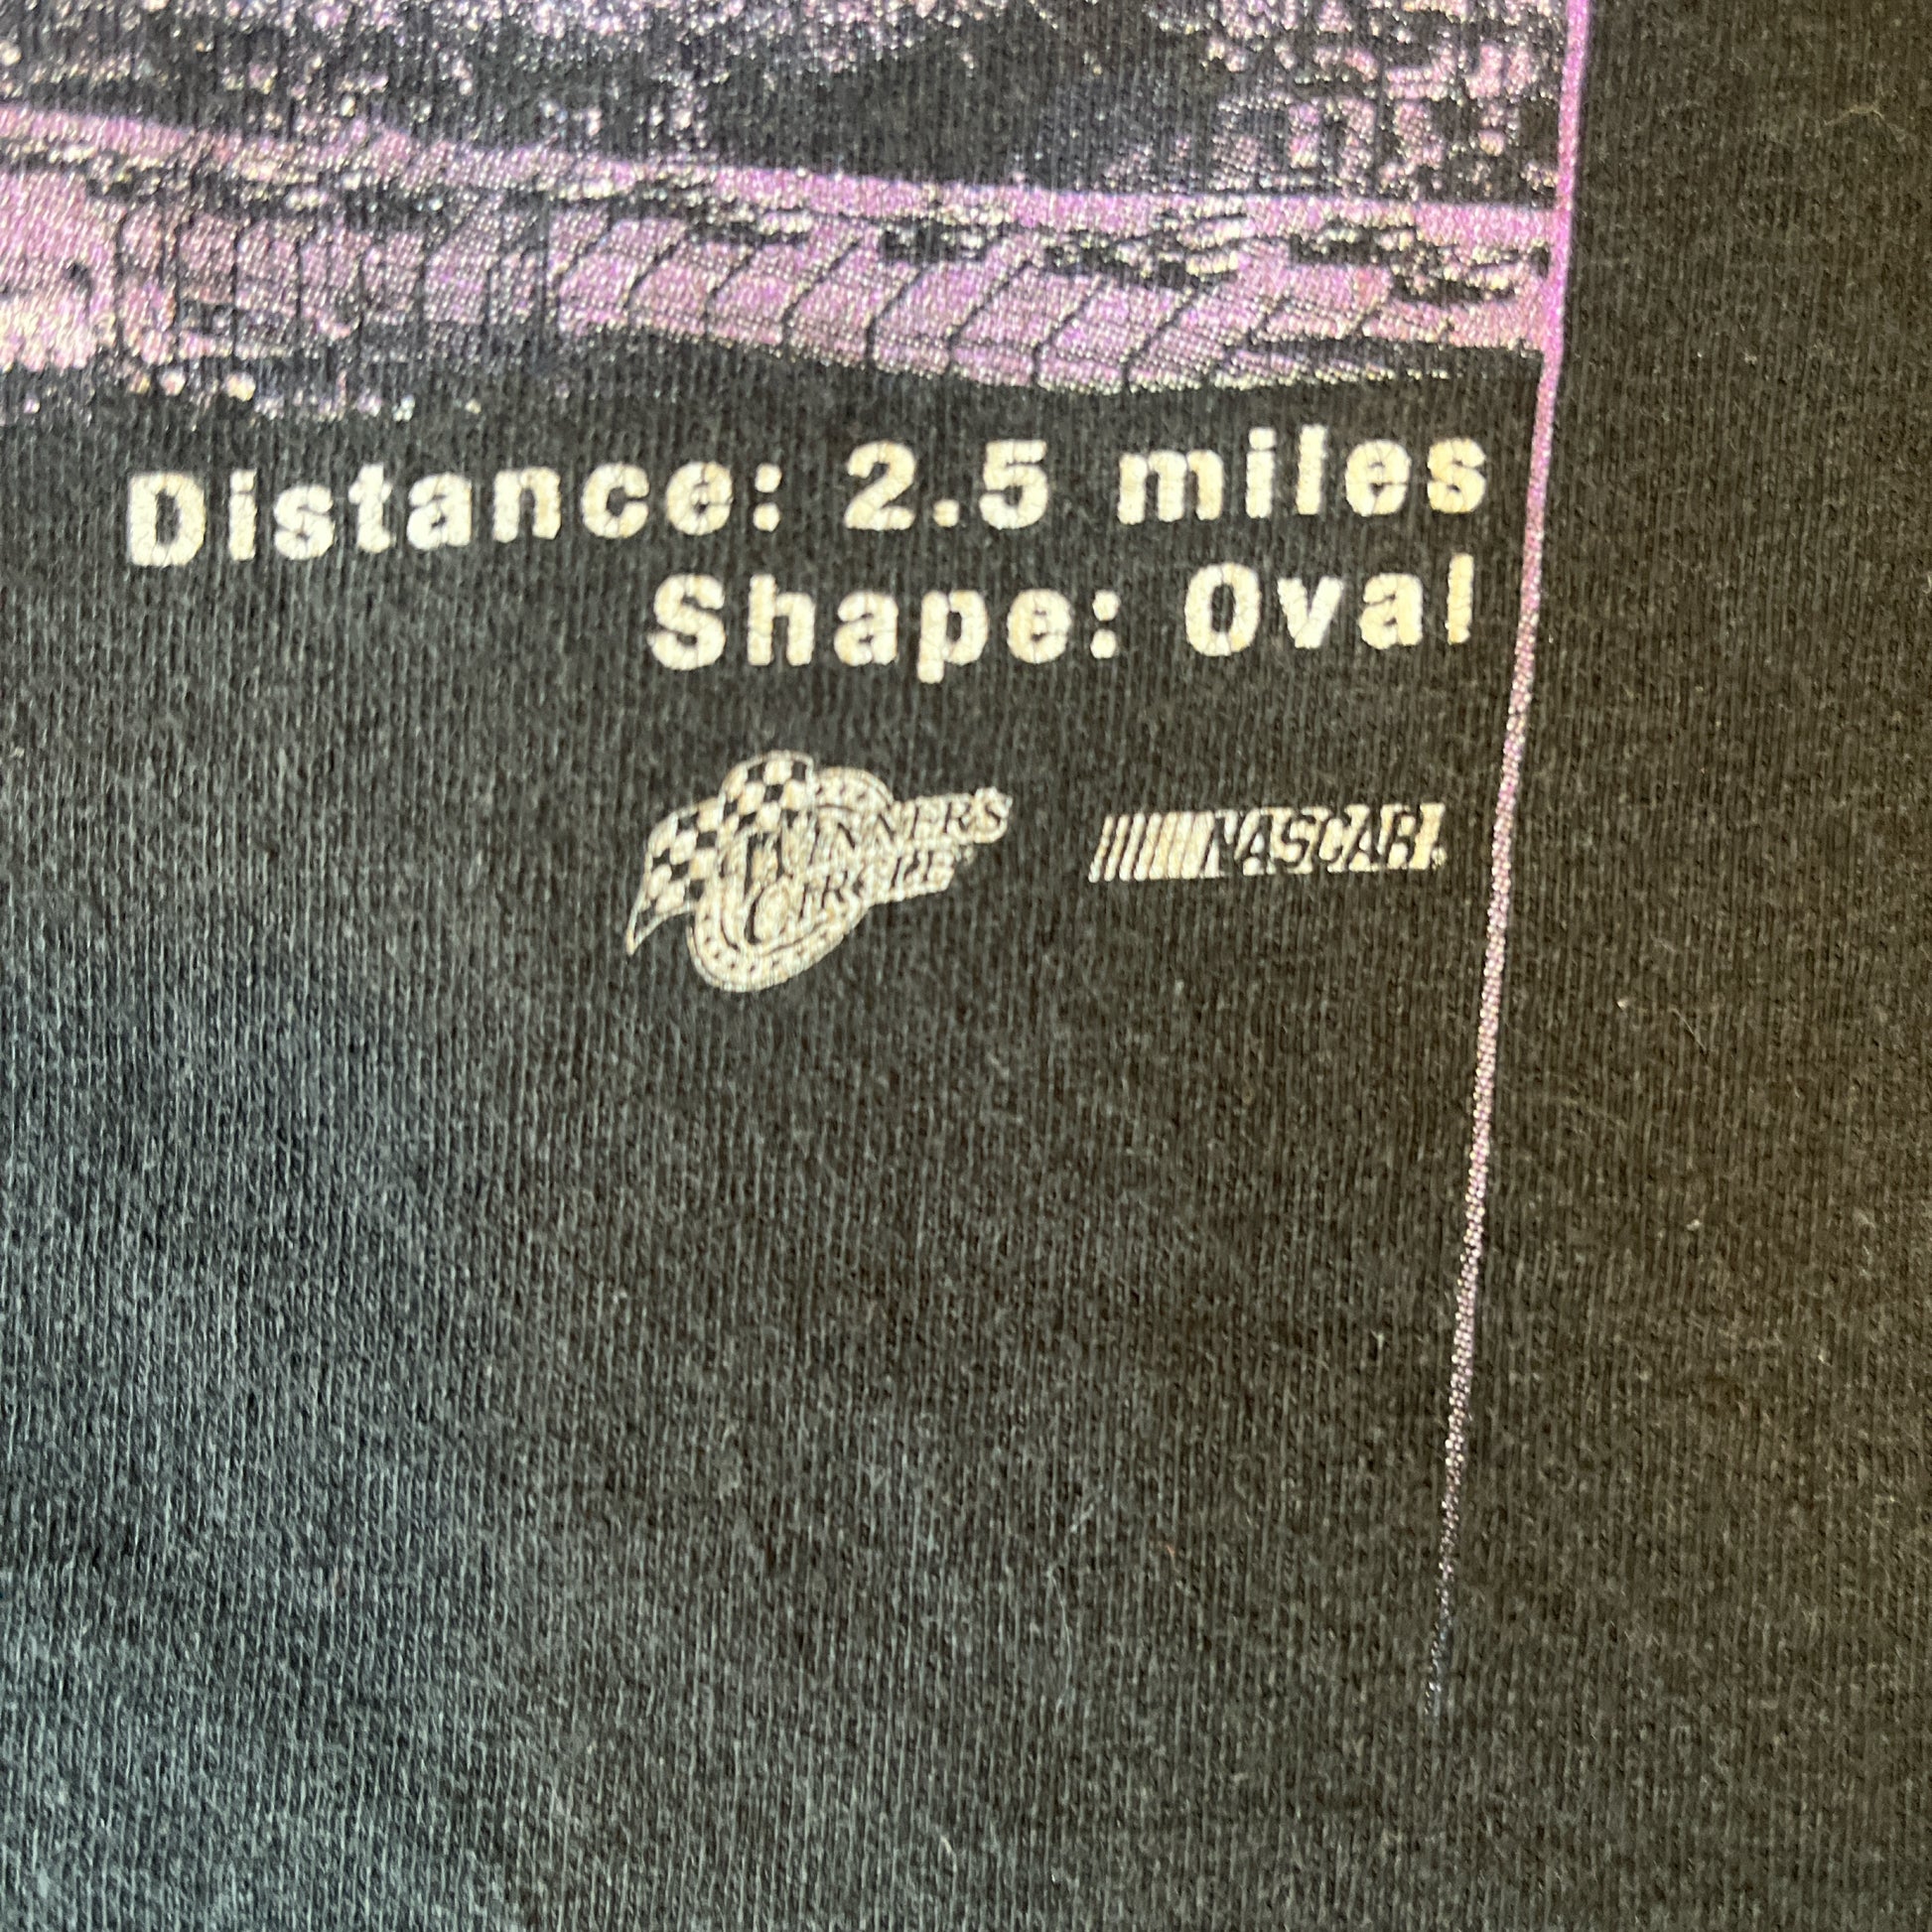 Distance: 2.5 miles
Shape: Oval
WINNER'S
CIRCLE
NASCAR